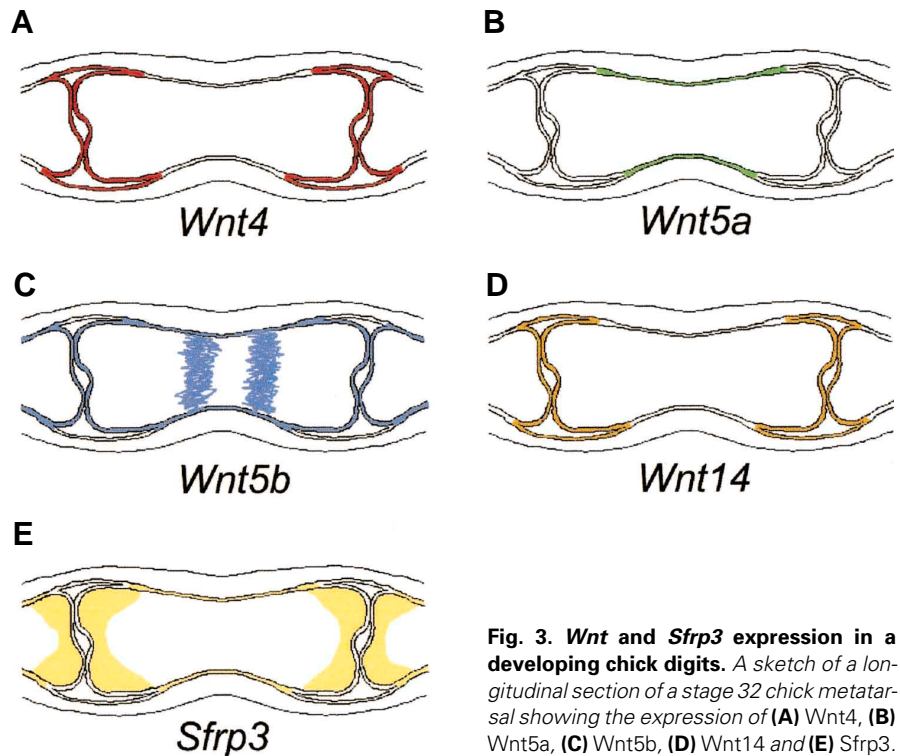 A
B
Wnt4
Wnt5a
C
D
Wnt5b
Wnt14
E
Sfrp3
Fig. 3. Wnt and Sfrp3 expression in a
developing chick digits. A sketch of a lon-
gitudinal section of a stage 32 chick metatar-
sal showing the expression of (A) Wnt4, (B)
Wnt5a, (C) Wnt5b, (D) Wnt14 and (E) Sfrp3.